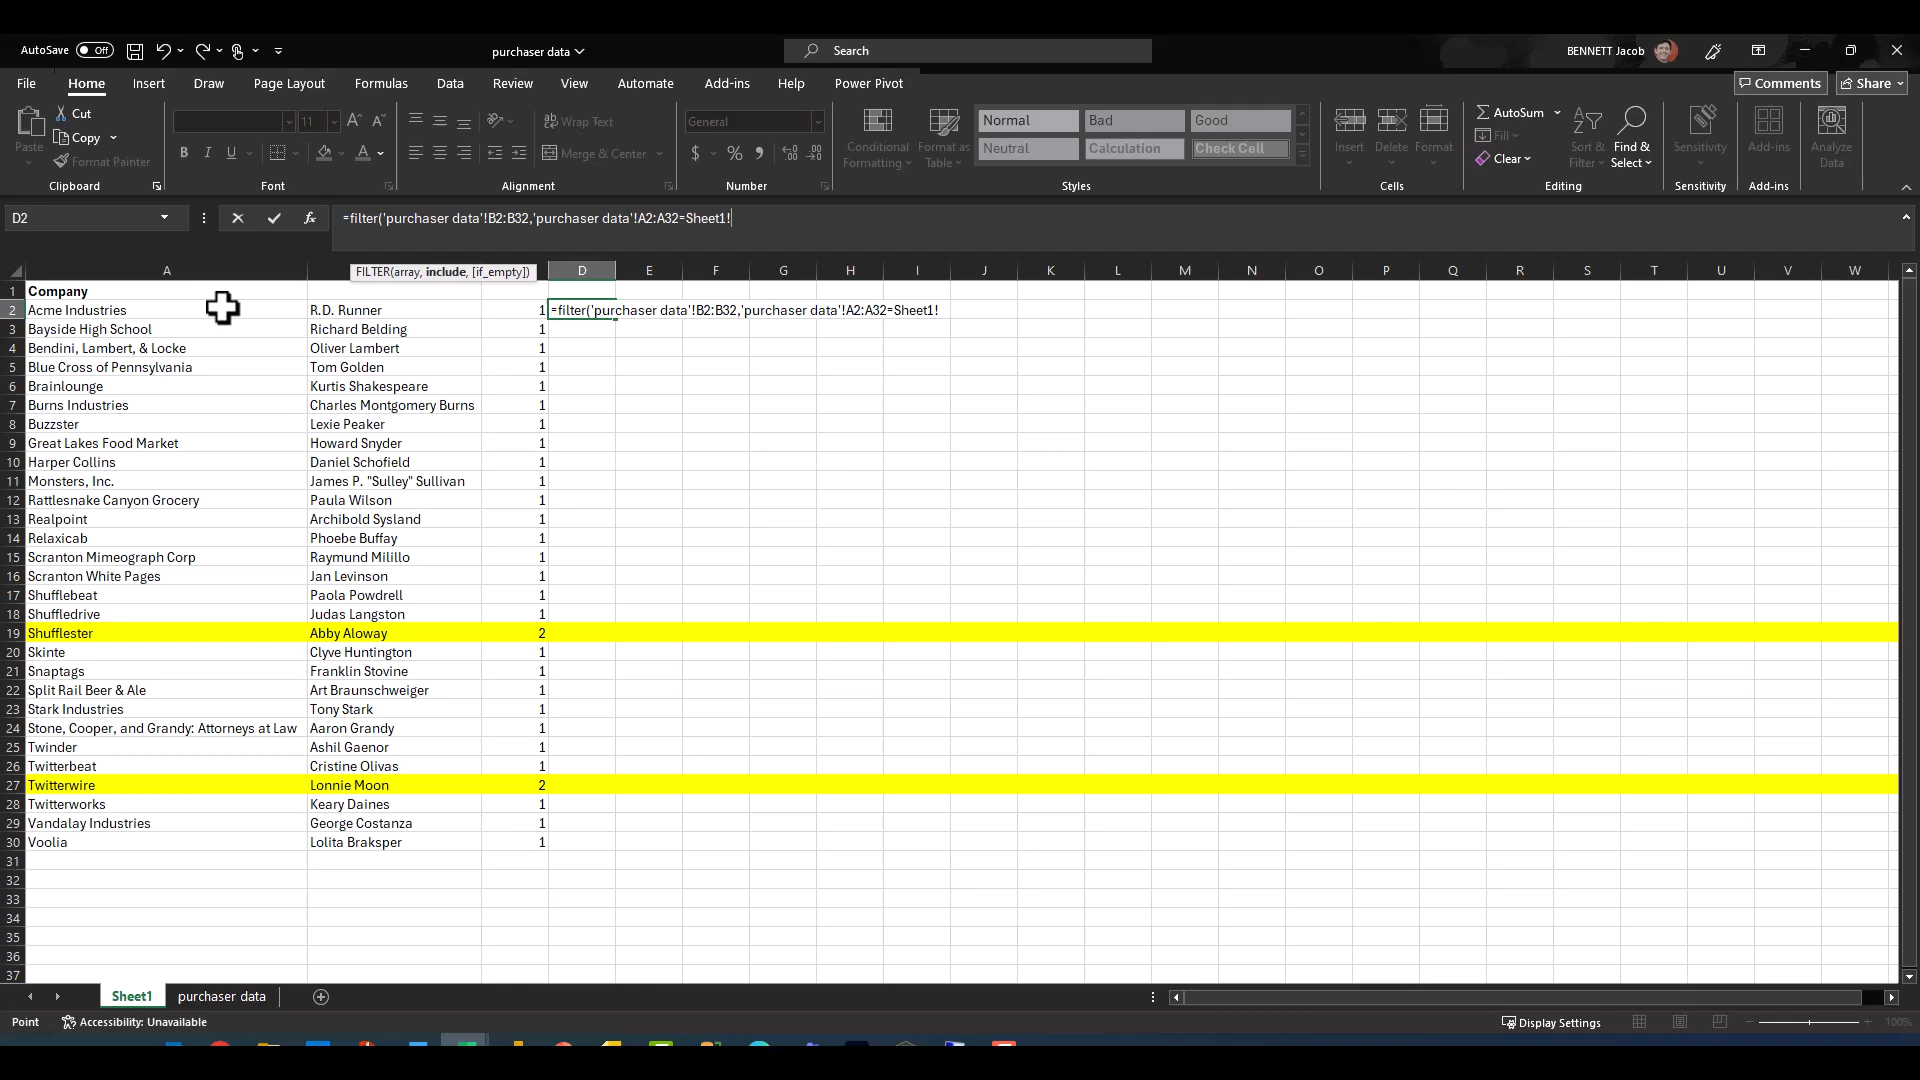 AutoSave Off purchaser data Search BENNETT Jacob
File Home Insert Draw Page Layout Formulas Data Review View Automate Add-ins Help Power Pivot Comments Share
Paste Cut Copy Format Painter
11
Wrap Text Merge & Center
General
$ %
Conditional Formatting Format as Table
Normal Bad Good
Neutral Calculation Check Cell
Insert Delete Format
AutoSum Fill Clear Sort & Filter Find & Select
Sensitivity Add-ins Analyze Data
Clipboard Font Alignment Number Styles Cells Editing Sensitivity Add-ins
D2 fx =filter('purchaser data'!B2:B32,'purchaser data'!A2:A32=Sheet1!
FILTER(array, include, [if_empty])
A D E F G H I J K L M N O P Q R S T U V W
1 Company
2 Acme Industries R.D. Runner 1 =filter('purchaser data'!B2:B32,'purchaser data'!A2:A32=Sheet1!
3 Bayside High School Richard Belding 1
4 Bendini, Lambert, & Locke Oliver Lambert 1
5 Blue Cross of Pennsylvania Tom Golden 1
6 Brainlounge Kurtis Shakespeare 1
7 Burns Industries Charles Montgomery Burns 1
8 Buzzster Lexie Peaker 1
9 Great Lakes Food Market Howard Snyder 1
10 Harper Collins Daniel Schofield 1
11 Monsters, Inc. James P. "Sulley" Sullivan 1
12 Rattlesnake Canyon Grocery Paula Wilson 1
13 Realpoint Archibold Sysland 1
14 Relaxicab Phoebe Buffay 1
15 Scranton Mimeograph Corp Raymund Milillo 1
16 Scranton White Pages Jan Levinson 1
17 Shufflebeat Paola Powdrell 1
18 Shuffledrive Judas Langston 1
19 Shufflester Abby Aloway 2
20 Skinte Clyve Huntington 1
21 Snaptags Franklin Stovine 1
22 Split Rail Beer & Ale Art Braunschweiger 1
23 Stark Industries Tony Stark 1
24 Stone, Cooper, and Grandy: Attorneys at Law Aaron Grandy 1
25 Twinder Ashil Gaenor 1
26 Twitterbeat Cristine Olivas 1
27 Twitterwire Lonnie Moon 2
28 Twitterworks Keary Daines 1
29 Vandalay Industries George Costanza 1
30 Voolia Lolita Braksper 1
31
32
33
34
35
36
37
Sheet1 purchaser data
Point Accessibility: Unavailable Display Settings 100%